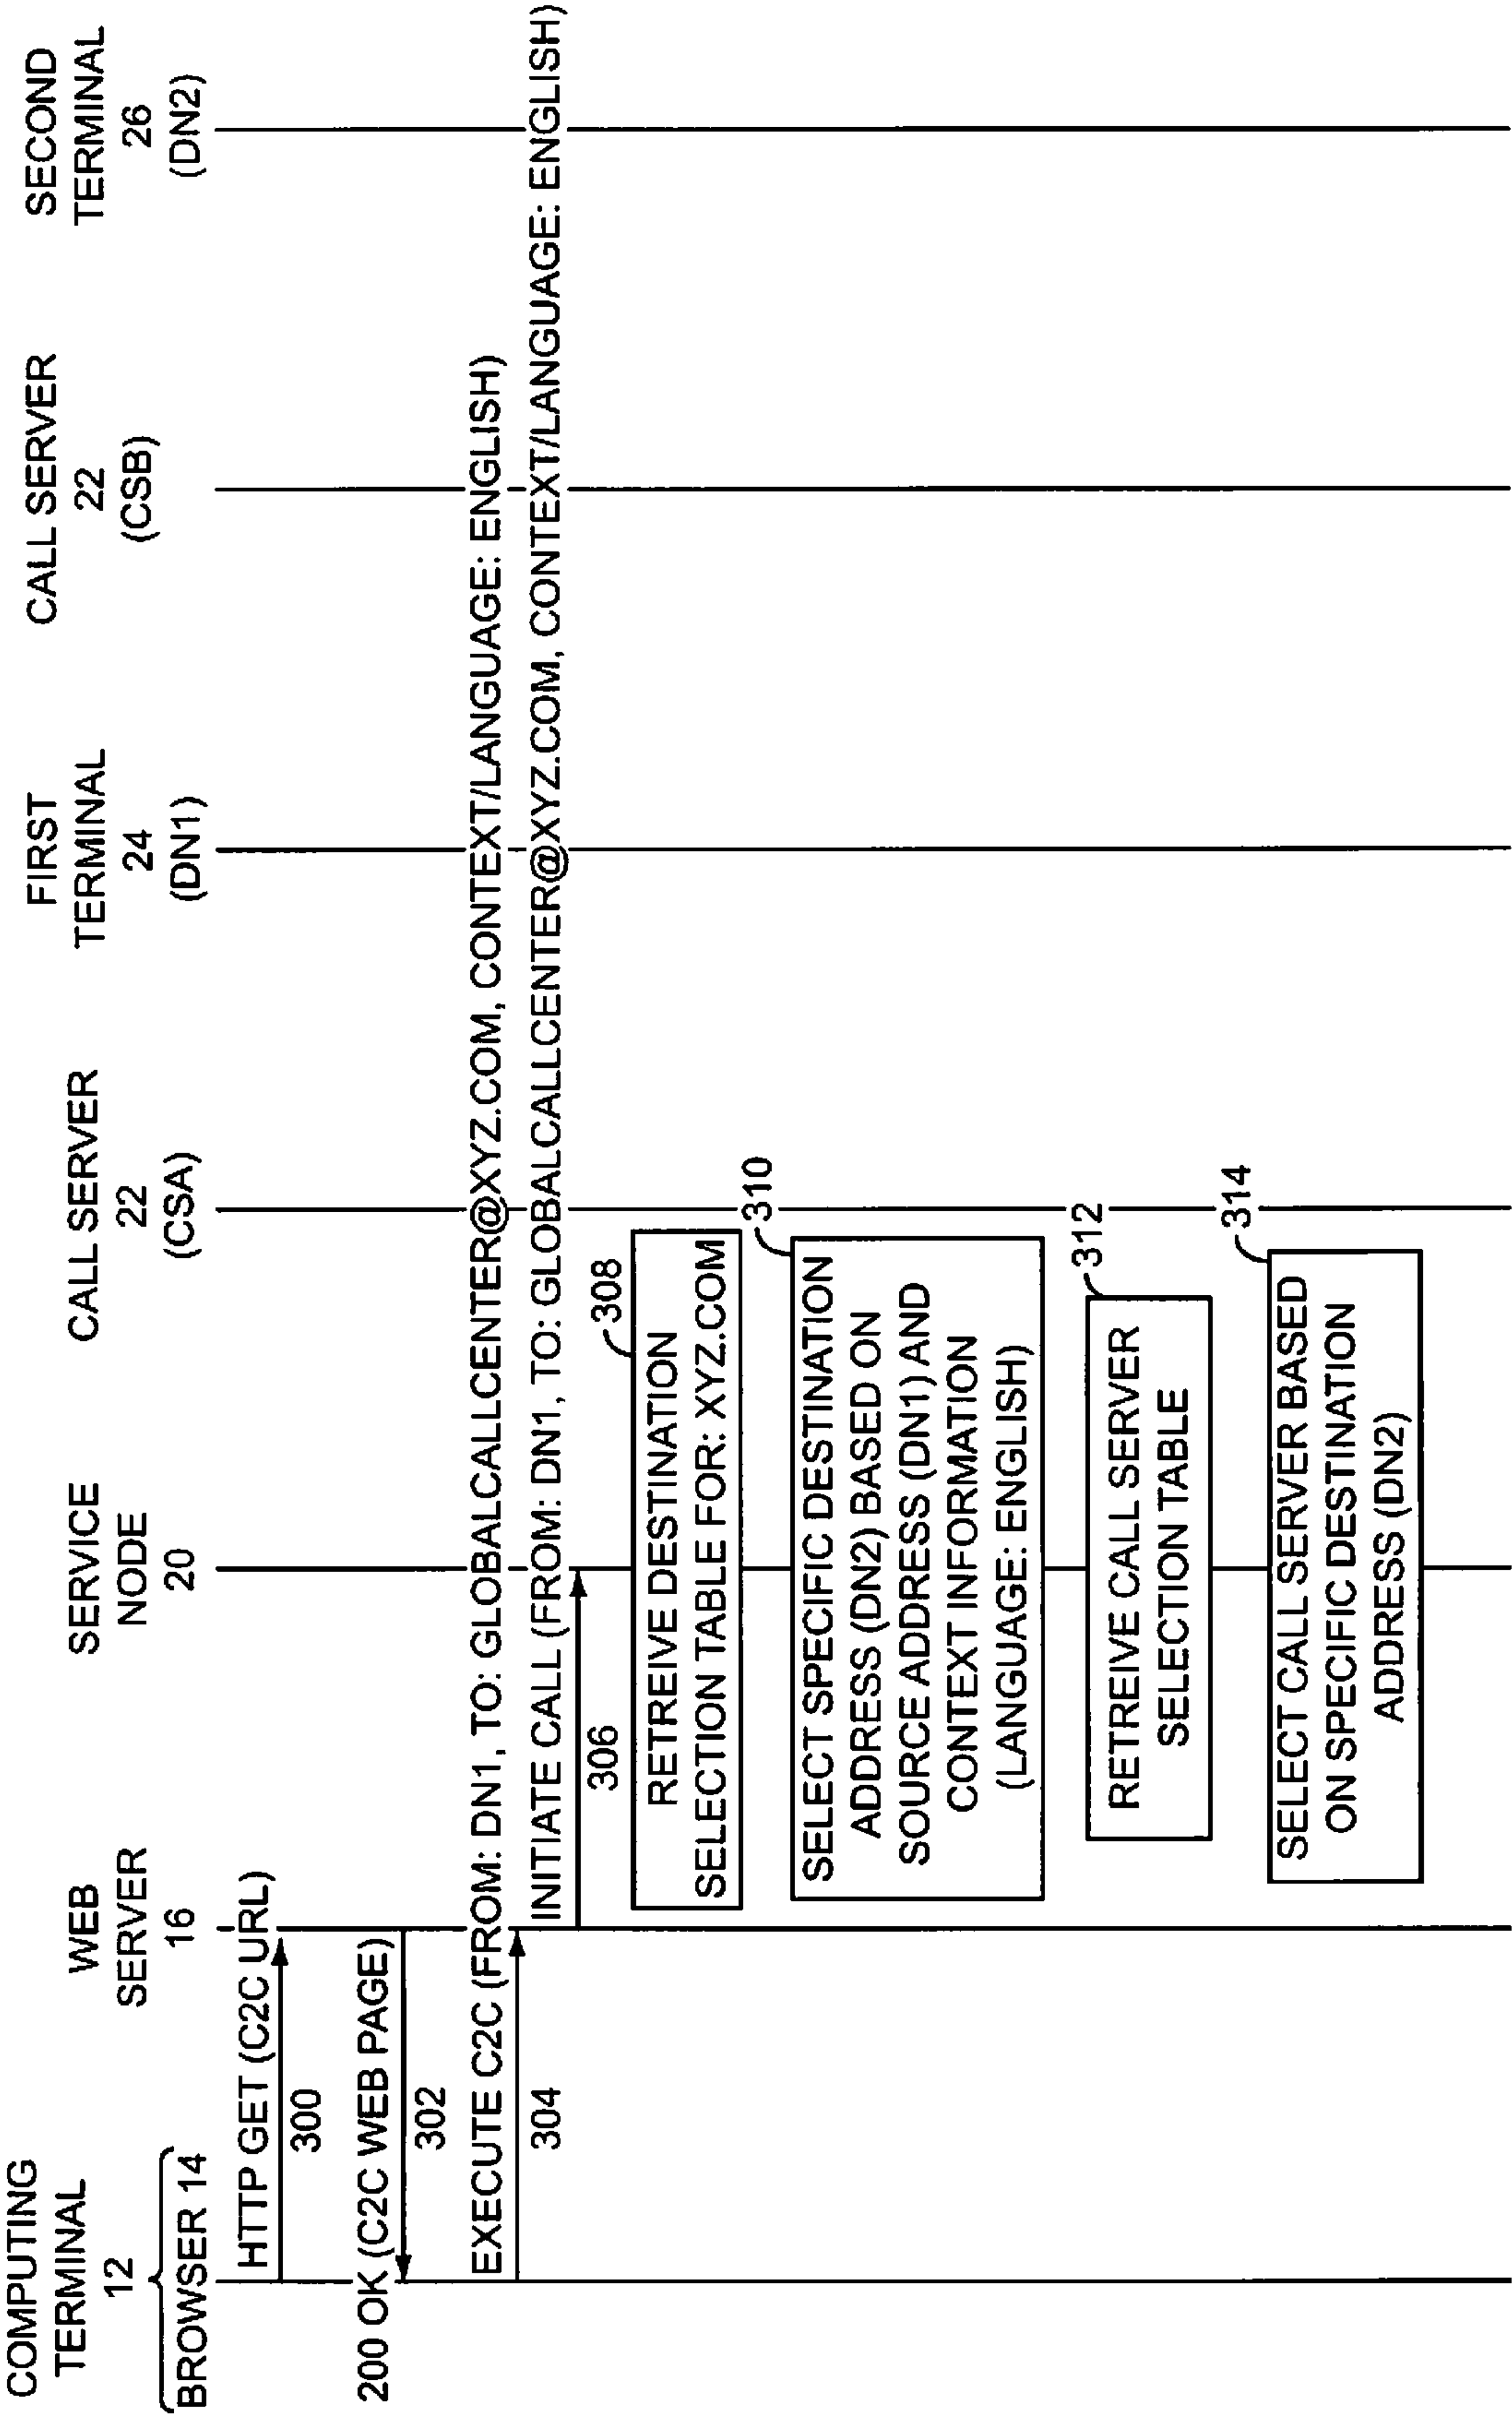 COMPUTING
TERMINAL
12
BROWSER 14
WEB
SERVER
16
SERVICE
NODE
20
CALL SERVER
22
(CSA)
FIRST
TERMINAL
24
(DN1)
CALL SERVER
22
(CSB)
SECOND
TERMINAL
26
(DN2)
HTTP GET (C2C URL)
300
200 OK (C2C WEB PAGE)
302
EXECUTE C2C (FROM: DN1, TO: GLOBALCALLCENTER@XYZ.COM, CONTEXT/LANGUAGE: ENGLISH)
304
INITIATE CALL (FROM: DN1, TO: GLOBALCALLCENTER@XYZ.COM, CONTEXT/LANGUAGE: ENGLISH)
306
308
RETREIVE DESTINATION
SELECTION TABLE FOR: XYZ.COM
310
SELECT SPECIFIC DESTINATION
ADDRESS (DN2) BASED ON
SOURCE ADDRESS (DN1) AND
CONTEXT INFORMATION
(LANGUAGE: ENGLISH)
312
RETREIVE CALL SERVER
SELECTION TABLE
314
SELECT CALL SERVER BASED
ON SPECIFIC DESTINATION
ADDRESS (DN2)